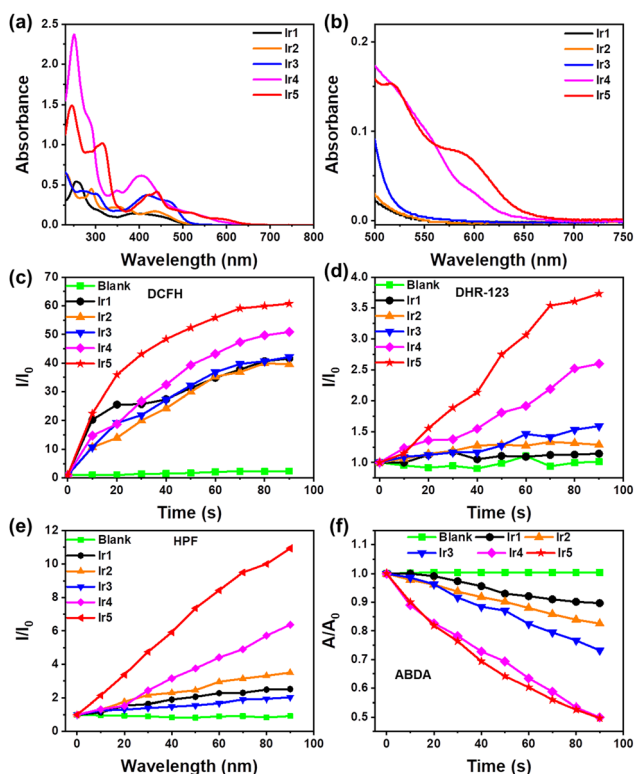 (a)
2.5
2.0
1.5
1.0
0.5
0.0
Absorbance
Ir1
Ir2
Ir3
Ir4
Ir5
300 400 500 600 700 800
Wavelength (nm)
(b)
0.2
0.1
0.0
Absorbance
Ir1
Ir2
Ir3
Ir4
Ir5
500 550 600 650 700 750
Wavelength (nm)
(c)
70
60
50
40
30
20
10
0
I/I0
Blank
Ir1
Ir2
Ir3
Ir4
Ir5
DCFH
0 20 40 60 80 100
Time (s)
(d)
4.0
3.5
3.0
2.5
2.0
1.5
1.0
I/I0
Blank
Ir1
Ir2
Ir3
Ir4
Ir5
DHR-123
0 20 40 60 80 100
Time (s)
(e)
12
10
8
6
4
2
0
I/I0
Blank
Ir1
Ir2
Ir3
Ir4
Ir5
HPF
0 20 40 60 80 100
Wavelength (nm)
(f)
1.1
1.0
0.9
0.8
0.7
0.6
0.5
A/A0
Blank Ir1 Ir2
Ir3 Ir4 Ir5
ABDA
0 20 40 60 80 100
Time (s)